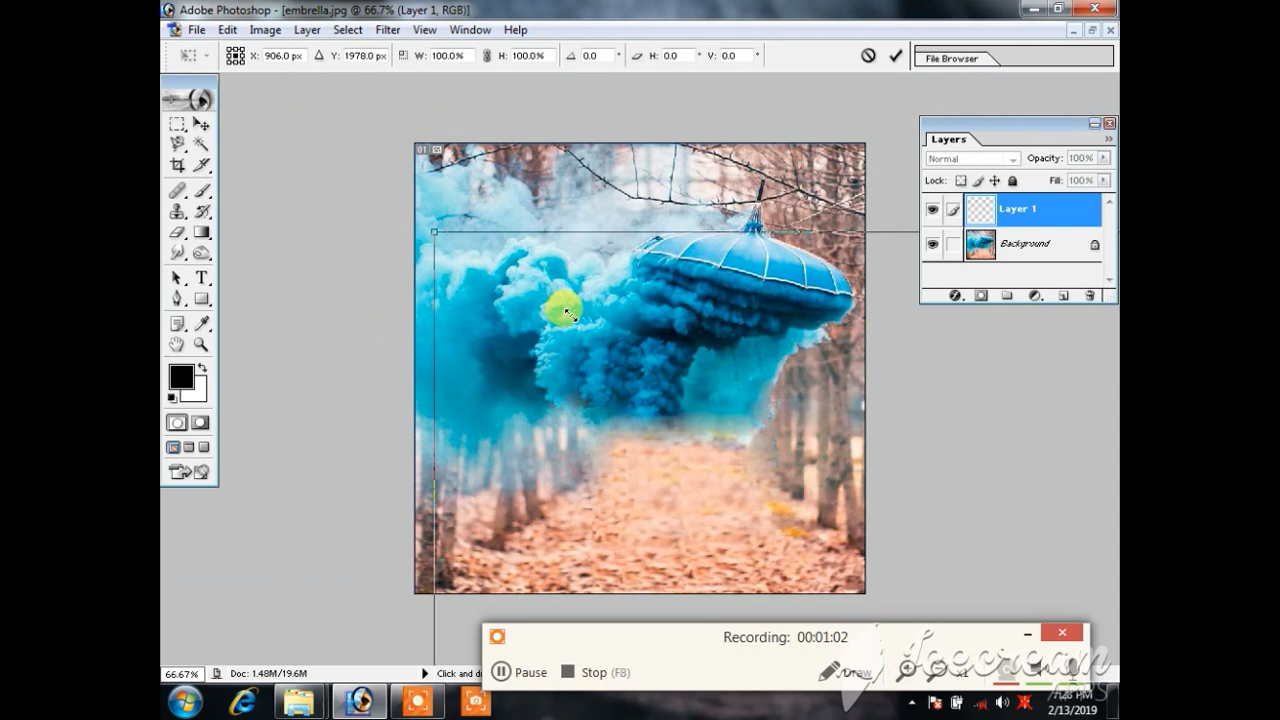 Adobe Photoshop - [embrella.jpg @ 66.7% (Layer 1, RGB)]
File Edit Image Layer Select Filter View Window Help
X: 906.0 px Y: 1978.0 px W: 100.0% H: 100.0% 0.0 ° H: 0.0 ° V: 0.0 °
File Browser
01
Layers
Normal Opacity: 100%
Lock: Fill: 100%
Layer 1
Background
T
Recording: 00:01:02
Pause Stop (F8) Draw
66.67% Doc: 1.48M/19.6M Click and
2/13/2019